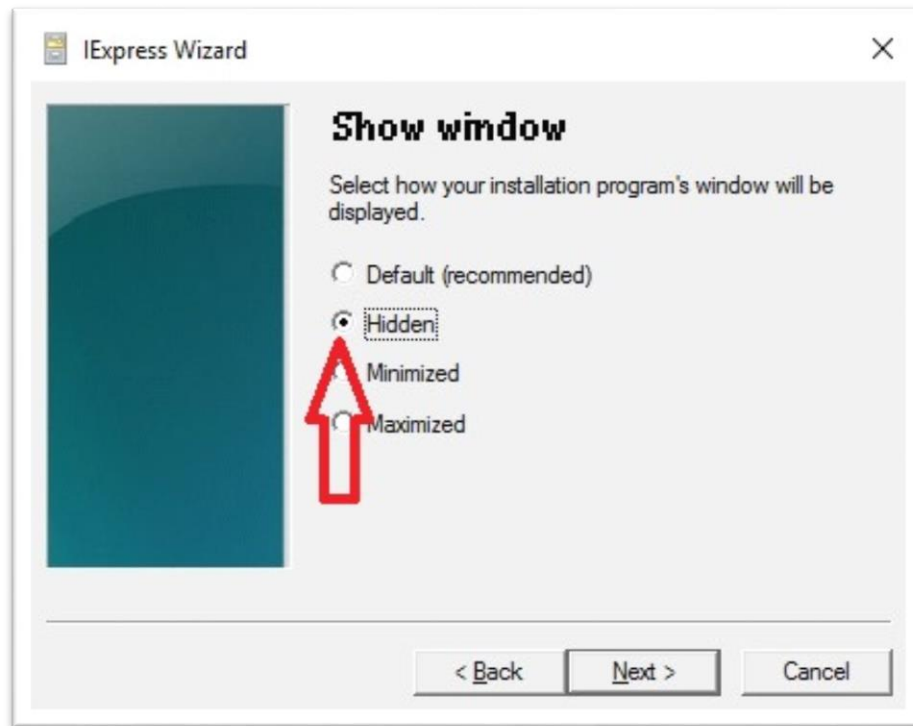 IExpress Wizard
Show window
Select how your installation program's window will be
displayed.
Default (recommended)
Hidden
Minimized
Maximized
< Back
Next >
Cancel